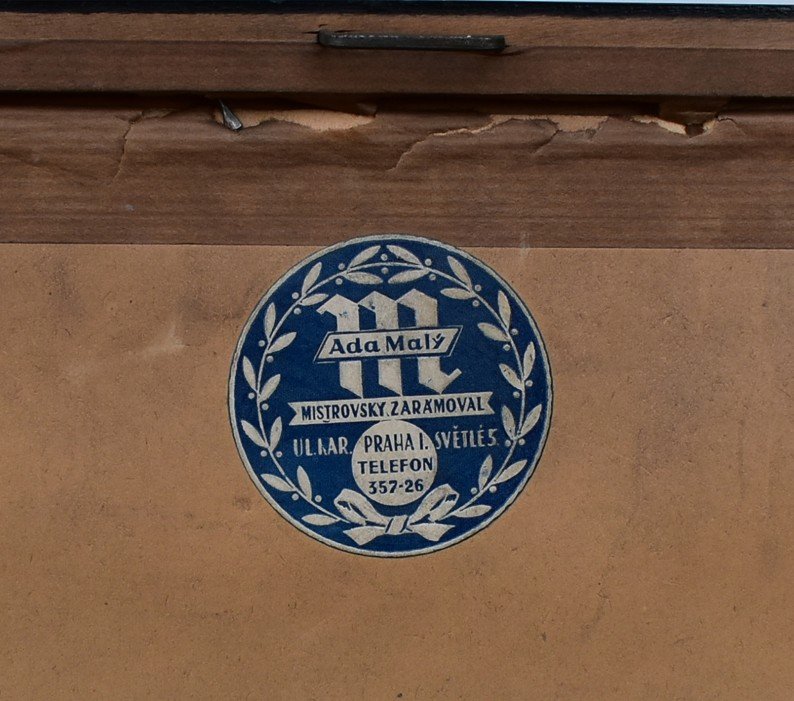 M
Ada Malý
MISTROVSKY ZARÁMOVAL
UL. KAR. PRAHA I. SVĚTLÉ 5.
TELEFON
357-26